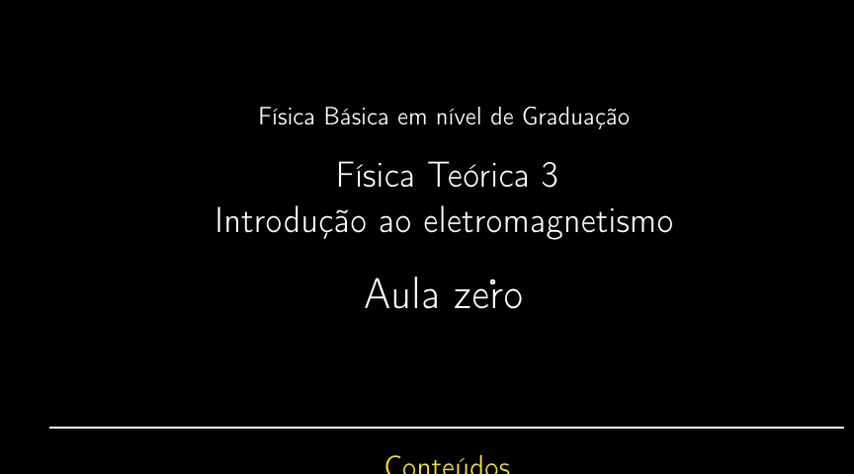 Física Básica em nível de Graduação
Física Teórica 3
Introdução ao eletromagnetismo
Aula zero
Conteúdos